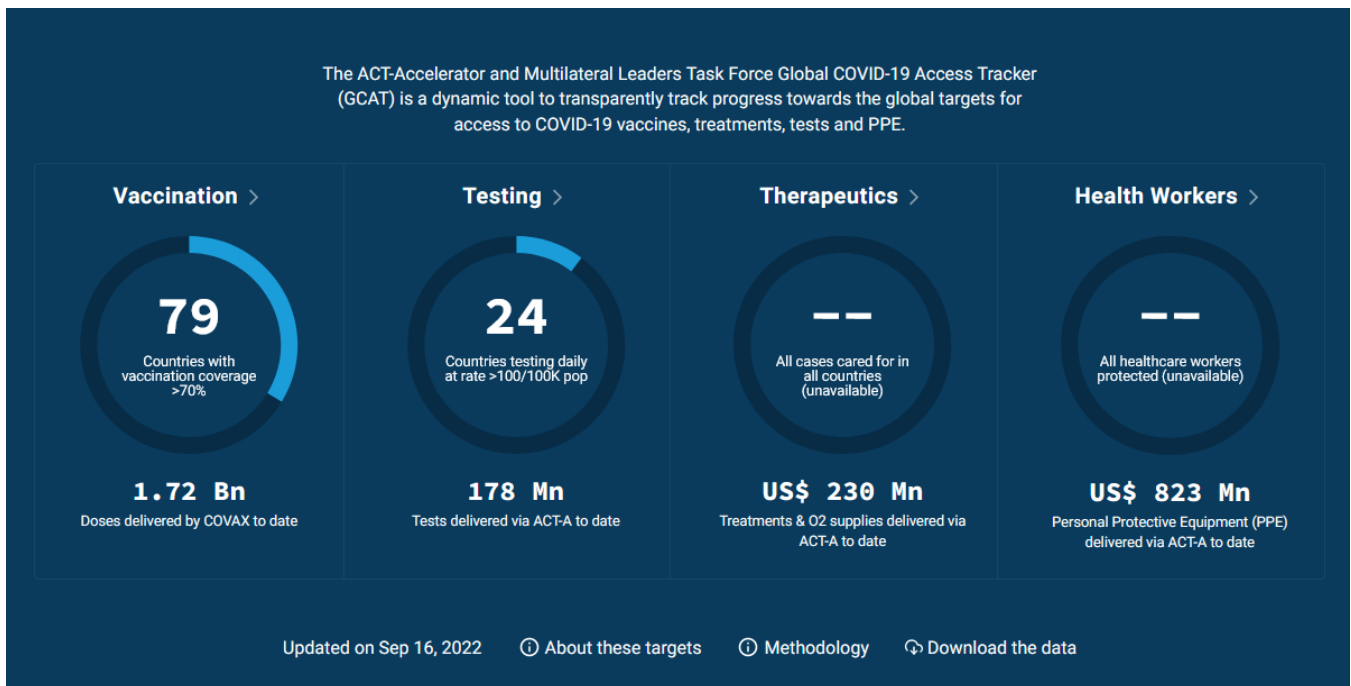 The ACT-Accelerator and Multilateral Leaders Task Force Global COVID-19 Access Tracker
(GCAT) is a dynamic tool to transparently track progress towards the global targets for
access to COVID-19 vaccines, treatments, tests and PPE.
Vaccination >
79
Countries with
vaccination coverage
>70%
1.72 Bn
Doses delivered by COVAX to date
Testing >
24
Countries testing daily
at rate >100/100K pop
178 Mn
Tests delivered via ACT-A to date
Therapeutics >
--
All cases cared for in
all countries
(unavailable)
US$ 230 Mn
Treatments & O2 supplies delivered via
ACT-A to date
Health Workers >
--
All healthcare workers
protected (unavailable)
US$ 823 Mn
Personal Protective Equipment (PPE)
delivered via ACT-A to date
Updated on Sep 16, 2022 About these targets Methodology Download the data